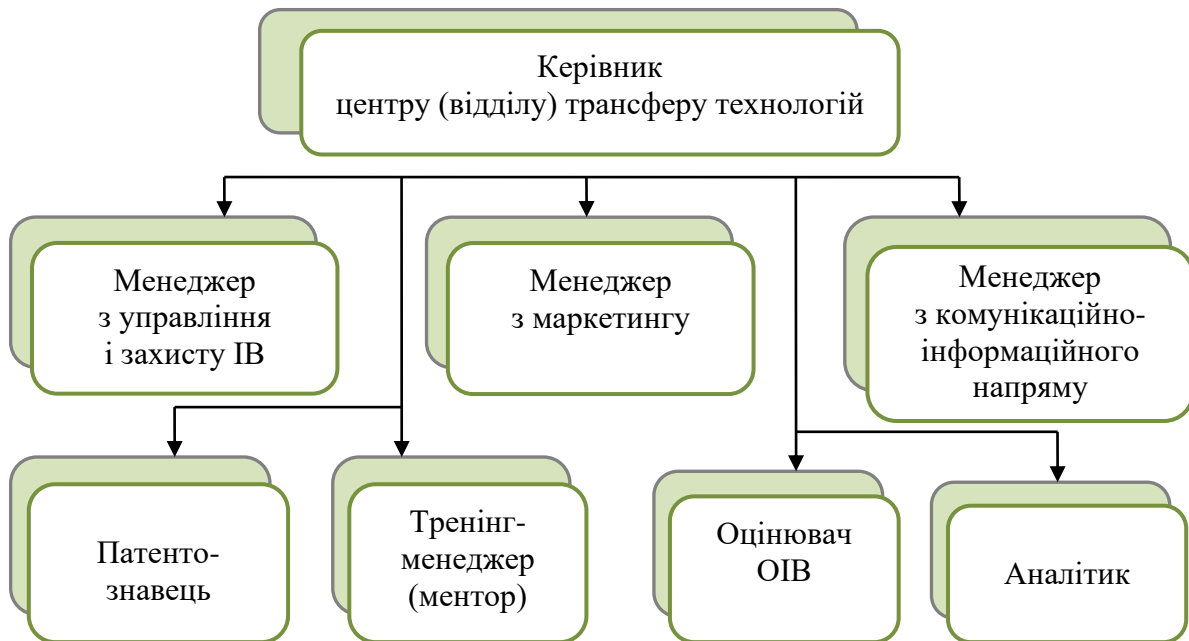 Керівник
центру (відділу) трансферу технологій
Менеджер
з управління
і захисту ІВ
Менеджер
з маркетингу
Менеджер
з комунікаційно-
інформаційного
напряму
Патенто-
знавець
Тренінг-
менеджер
(ментор)
Оцінювач
ОІВ
Аналітик